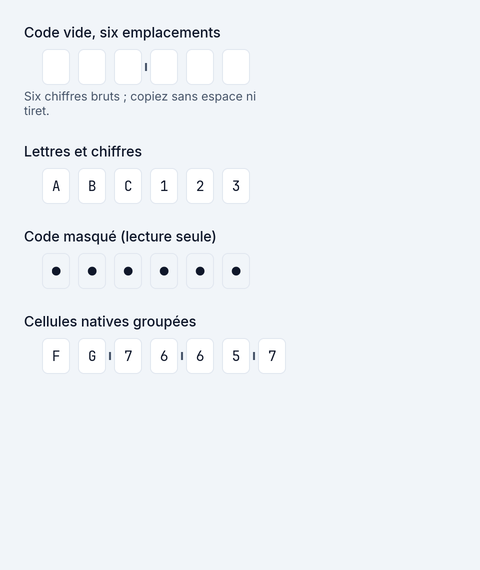 Code vide, six emplacements
Six chiffres bruts ; copiez sans espace ni
tiret.
Lettres et chiffres
A B C 1 2 3
Code masqué (lecture seule)
● ● ● ● ● ●
Cellules natives groupées
F G 7 6 6 5 7